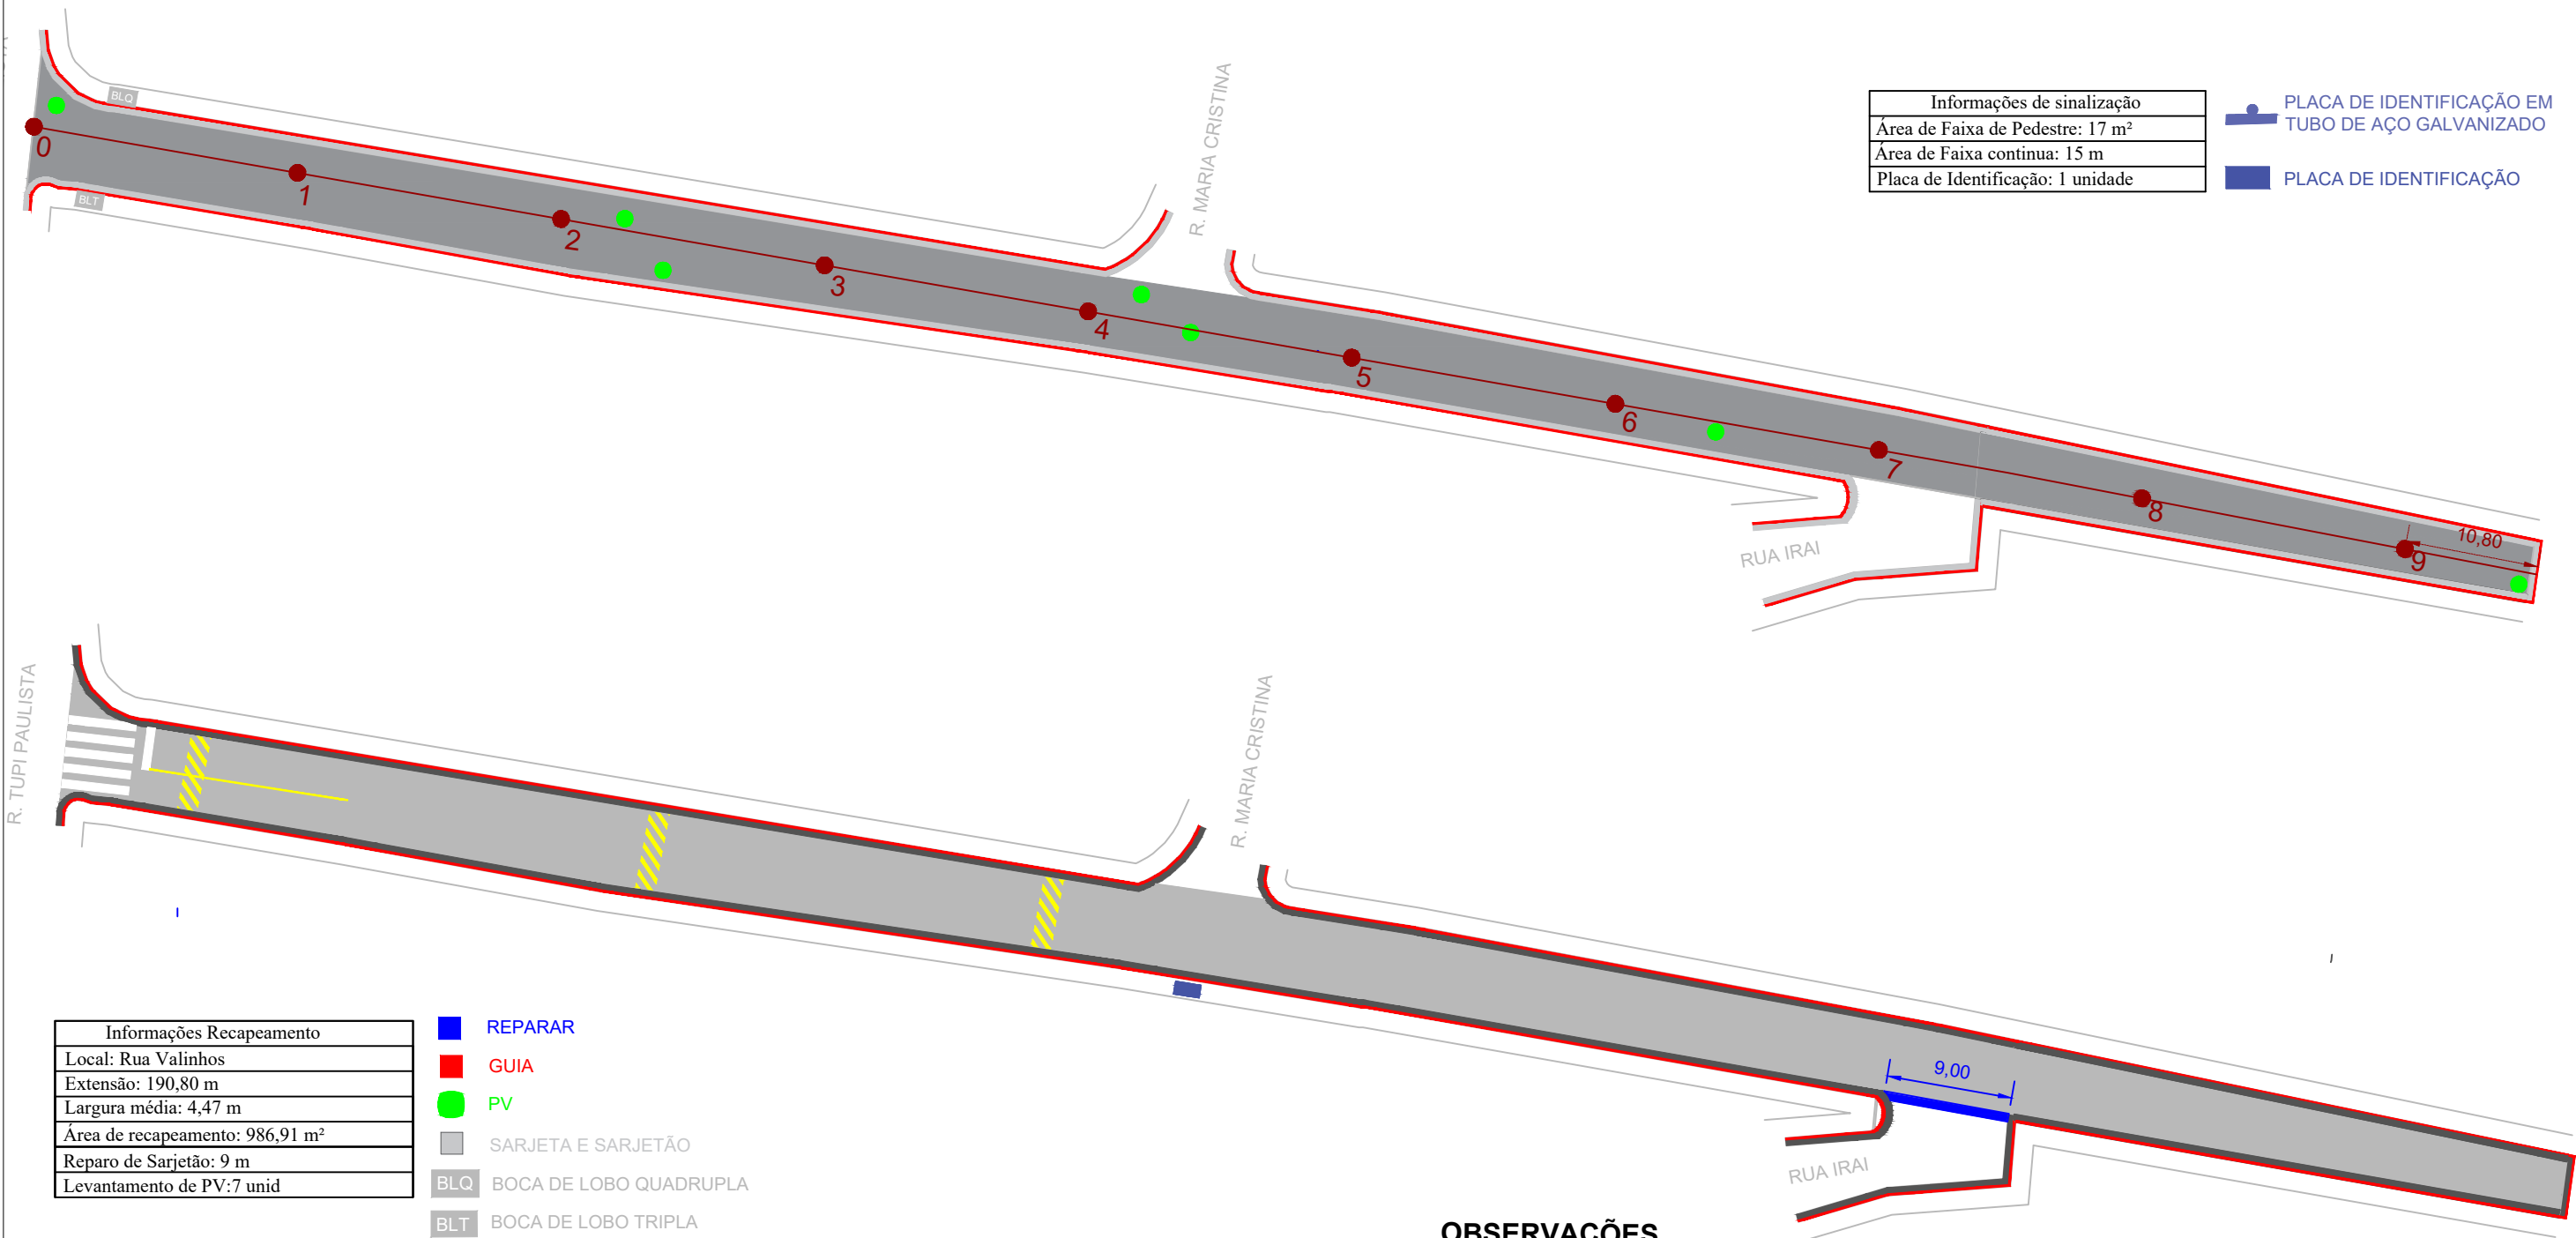 BLQ
BLT
0
1
2
3
4
5
6
7
8
9
10,80
R. MARIA CRISTINA
RUA IRAI
Informações de sinalização
Área de Faixa de Pedestre: 17 m²
Área de Faixa continua: 15 m
Placa de Identificação: 1 unidade
PLACA DE IDENTIFICAÇÃO EM
TUBO DE AÇO GALVANIZADO
PLACA DE IDENTIFICAÇÃO
R. TUPI PAULISTA
R. MARIA CRISTINA
9,00
RUA IRAI
Informações Recapeamento
Local: Rua Valinhos
Extensão: 190,80 m
Largura média: 4,47 m
Área de recapeamento: 986,91 m²
Reparo de Sarjetão: 9 m
Levantamento de PV:7 unid
REPARAR
GUIA
PV
SARJETA E SARJETÃO
BLQ BOCA DE LOBO QUADRUPLA
BLT BOCA DE LOBO TRIPLA
OBSERVAÇÕES